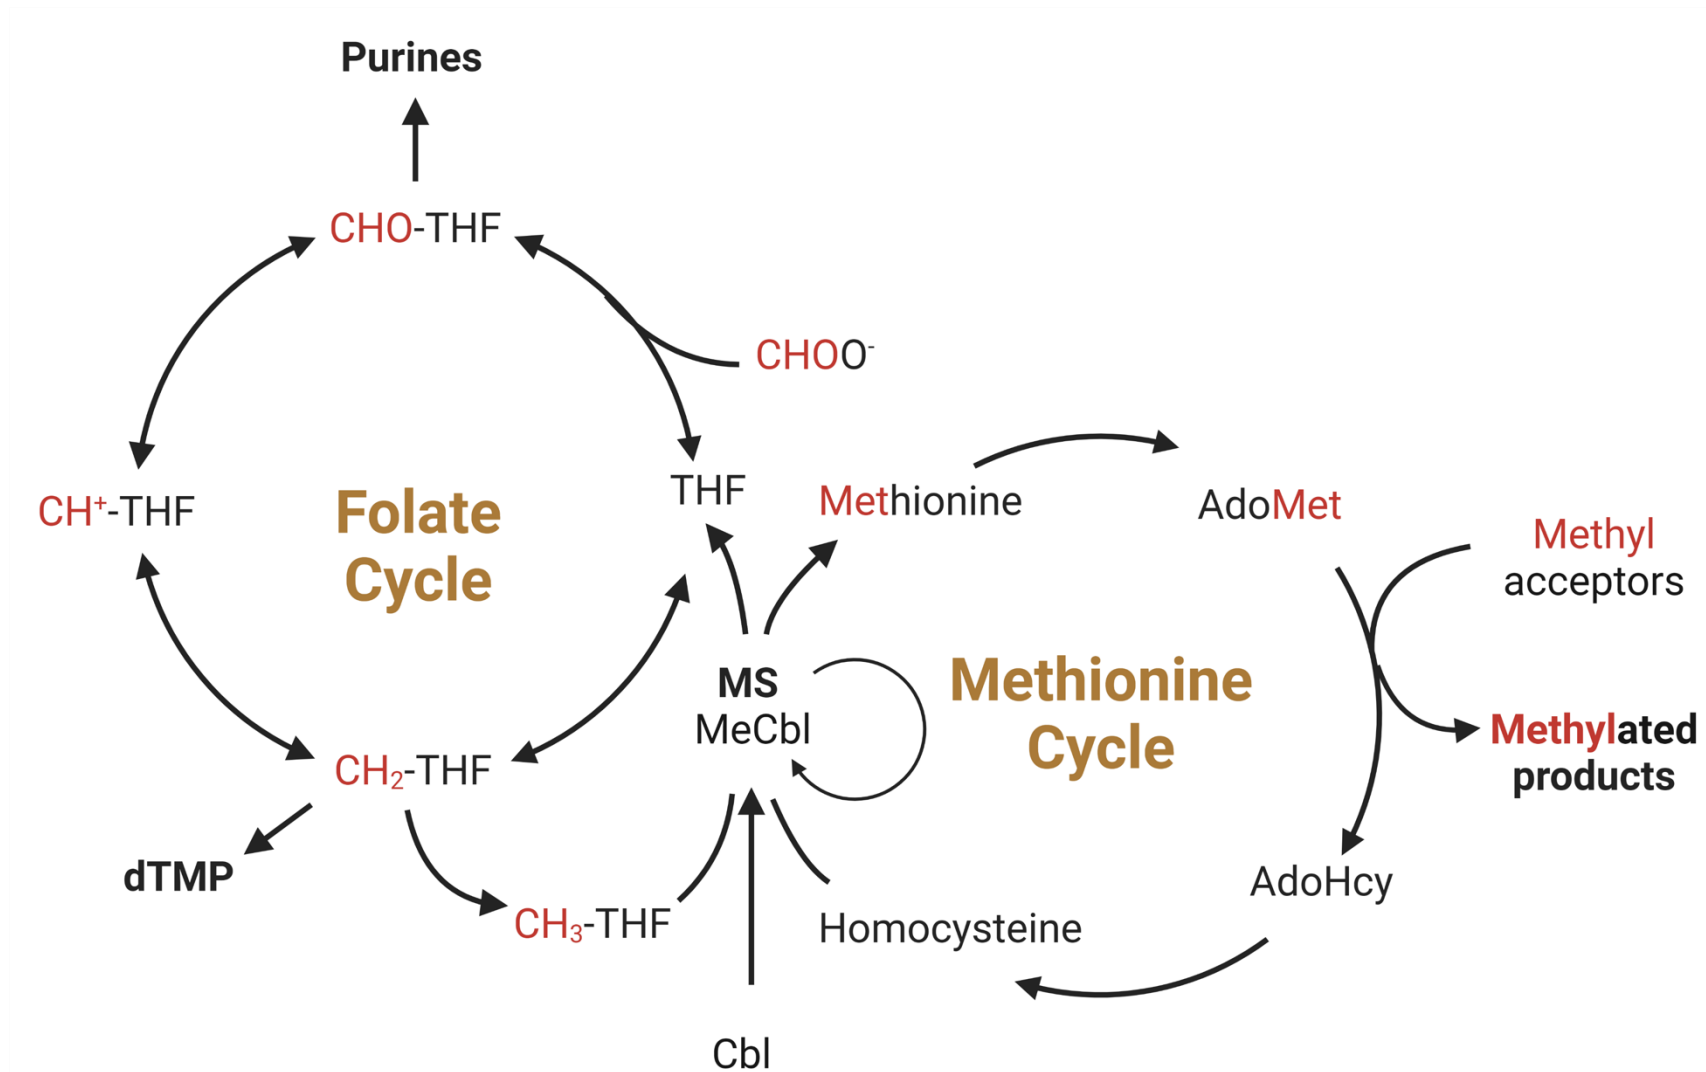 Purines
CHO-THF
CHOO⁻
THF
Methionine
AdoMet
Methyl
acceptors
CH⁺-THF
Folate
Cycle
MS
MeCbl
Methionine
Cycle
Methylated
products
CH₂-THF
dTMP
CH₃-THF
Homocysteine
AdoHcy
Cbl